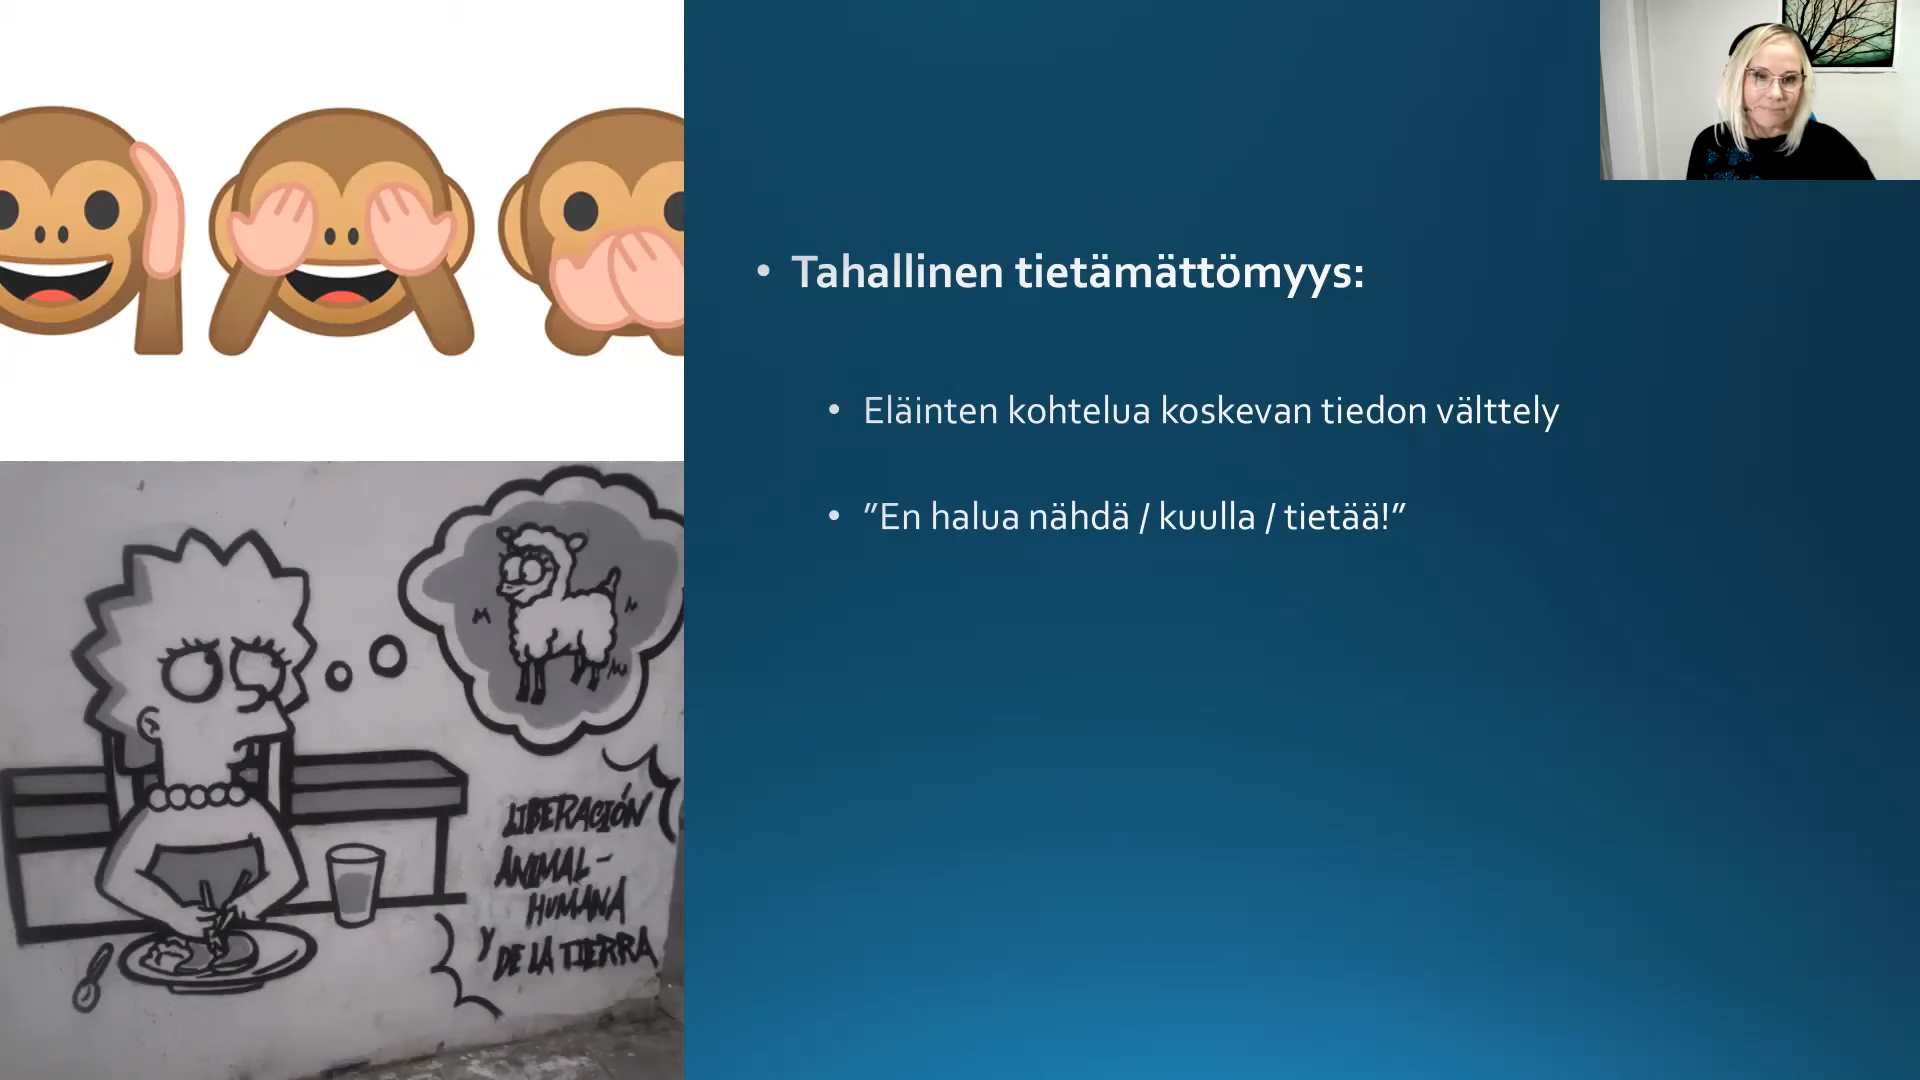 Tahallinen tietämättömyys:
Eläinten kohtelua koskevan tiedon välttely
”En halua nähdä / kuulla / tietää!”
LIBERACIÓN
ANIMAL-
HUMANA
Y DE LA TIERRA